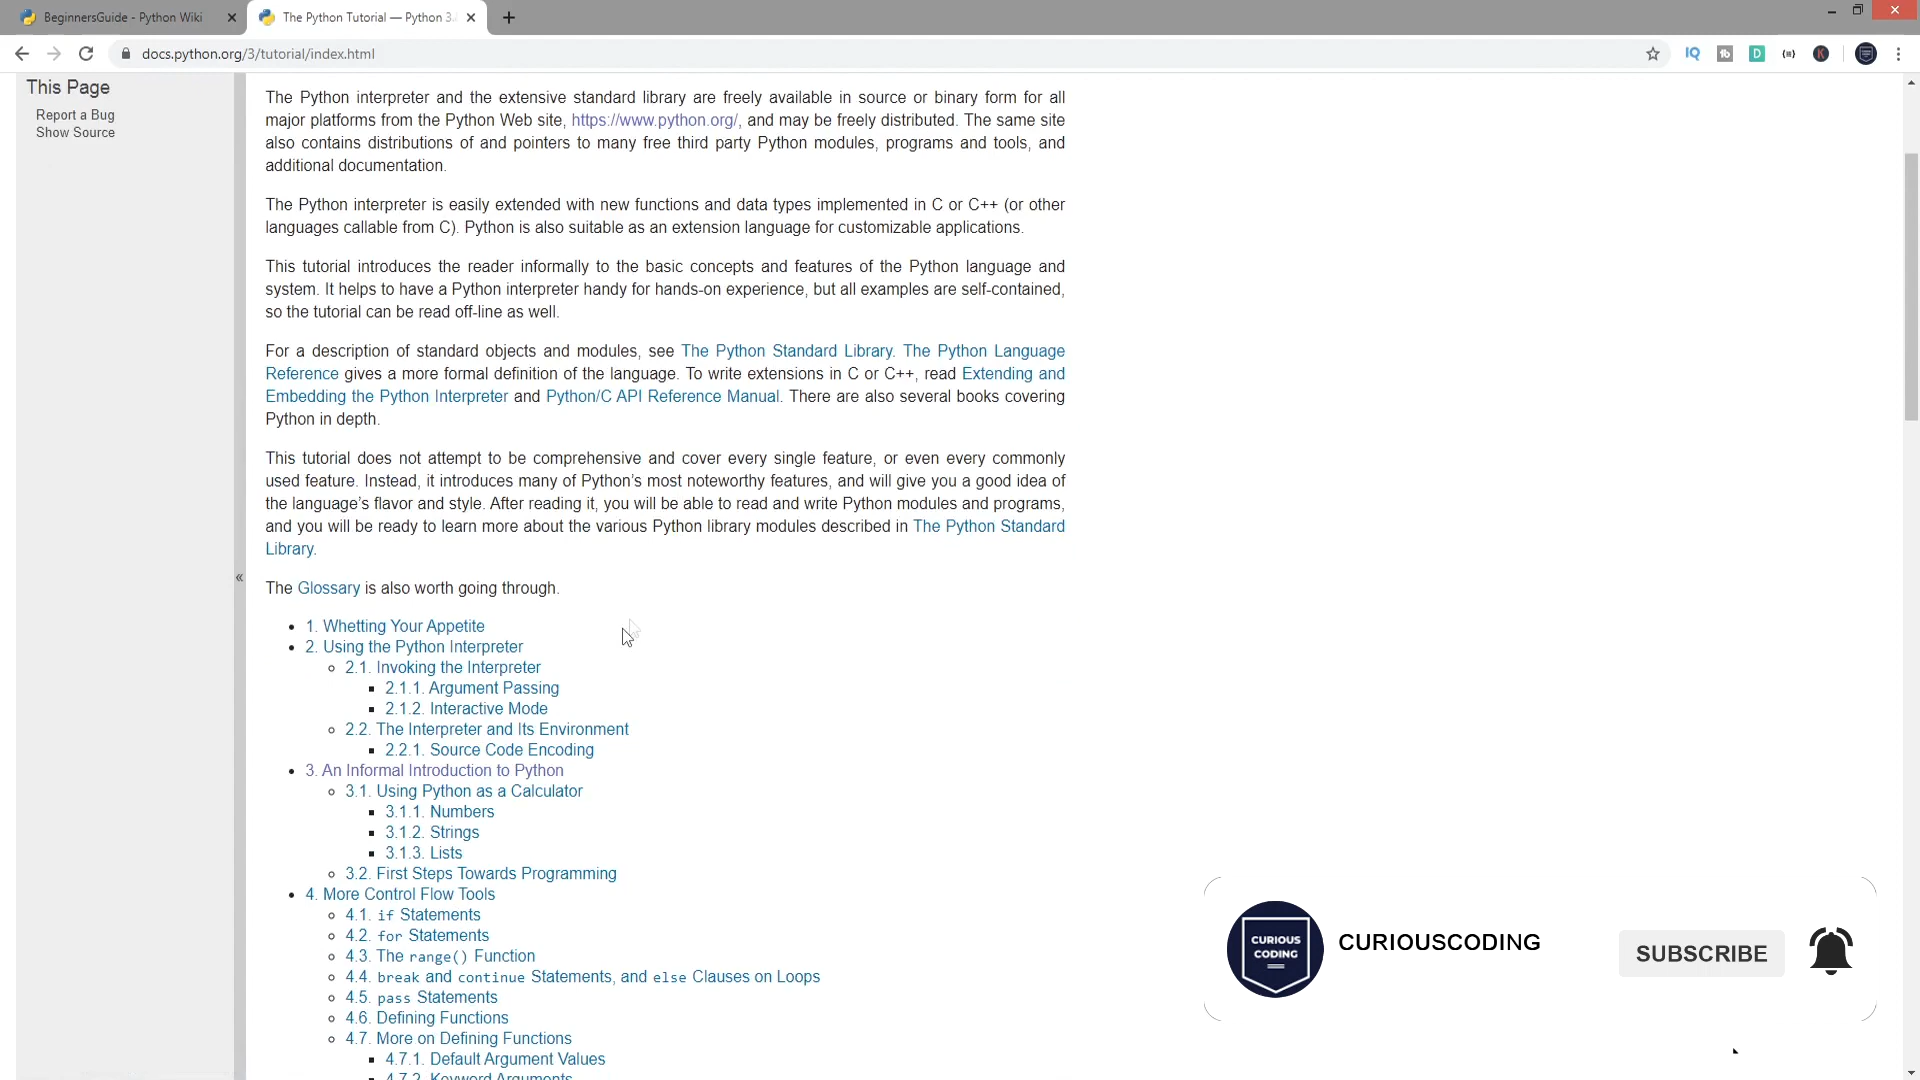 BeginnersGuide - Python Wiki
The Python Tutorial — Python 3.
docs.python.org/3/tutorial/index.html
This Page
Report a Bug
Show Source
The Python interpreter and the extensive standard library are freely available in source or binary form for all
major platforms from the Python Web site, https://www.python.org/, and may be freely distributed. The same site
also contains distributions of and pointers to many free third party Python modules, programs and tools, and
additional documentation.
The Python interpreter is easily extended with new functions and data types implemented in C or C++ (or other
languages callable from C). Python is also suitable as an extension language for customizable applications.
This tutorial introduces the reader informally to the basic concepts and features of the Python language and
system. It helps to have a Python interpreter handy for hands-on experience, but all examples are self-contained,
so the tutorial can be read off-line as well.
For a description of standard objects and modules, see The Python Standard Library. The Python Language
Reference gives a more formal definition of the language. To write extensions in C or C++, read Extending and
Embedding the Python Interpreter and Python/C API Reference Manual. There are also several books covering
Python in depth.
This tutorial does not attempt to be comprehensive and cover every single feature, or even every commonly
used feature. Instead, it introduces many of Python’s most noteworthy features, and will give you a good idea of
the language’s flavor and style. After reading it, you will be able to read and write Python modules and programs,
and you will be ready to learn more about the various Python library modules described in The Python Standard
Library.
The Glossary is also worth going through.
1. Whetting Your Appetite
2. Using the Python Interpreter
2.1. Invoking the Interpreter
2.1.1. Argument Passing
2.1.2. Interactive Mode
2.2. The Interpreter and Its Environment
2.2.1. Source Code Encoding
3. An Informal Introduction to Python
3.1. Using Python as a Calculator
3.1.1. Numbers
3.1.2. Strings
3.1.3. Lists
3.2. First Steps Towards Programming
4. More Control Flow Tools
4.1. if Statements
4.2. for Statements
4.3. The range() Function
4.4. break and continue Statements, and else Clauses on Loops
4.5. pass Statements
4.6. Defining Functions
4.7. More on Defining Functions
4.7.1. Default Argument Values
4.7.2. Keyword Arguments
CURIOUS
CODING
CURIOUSCODING
SUBSCRIBE